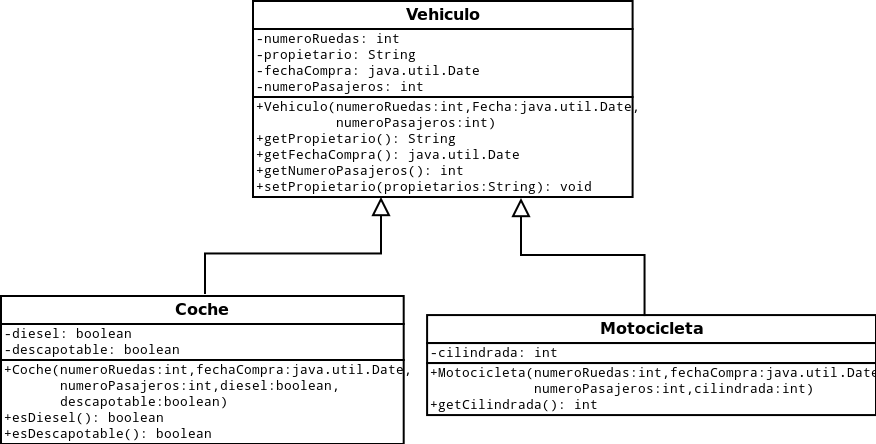 Vehiculo
-numeroRuedas: int
-propietario: String
-fechaCompra: java.util.Date
-numeroPasajeros: int
+Vehiculo(numeroRuedas:int,Fecha:java.util.Date,
numeroPasajeros:int)
+getPropietario(): String
+getFechaCompra(): java.util.Date
+getNumeroPasajeros(): int
+setPropietario(propietarios:String): void
Coche
-diesel: boolean
-descapotable: boolean
+Coche(numeroRuedas:int,fechaCompra:java.util.Date,
numeroPasajeros:int,diesel:boolean,
descapotable:boolean)
+esDiesel(): boolean
+esDescapotable(): boolean
Motocicleta
-cilindrada: int
+Motocicleta(numeroRuedas:int,fechaCompra:java.util.Date
numeroPasajeros:int,cilindrada:int)
+getCilindrada(): int